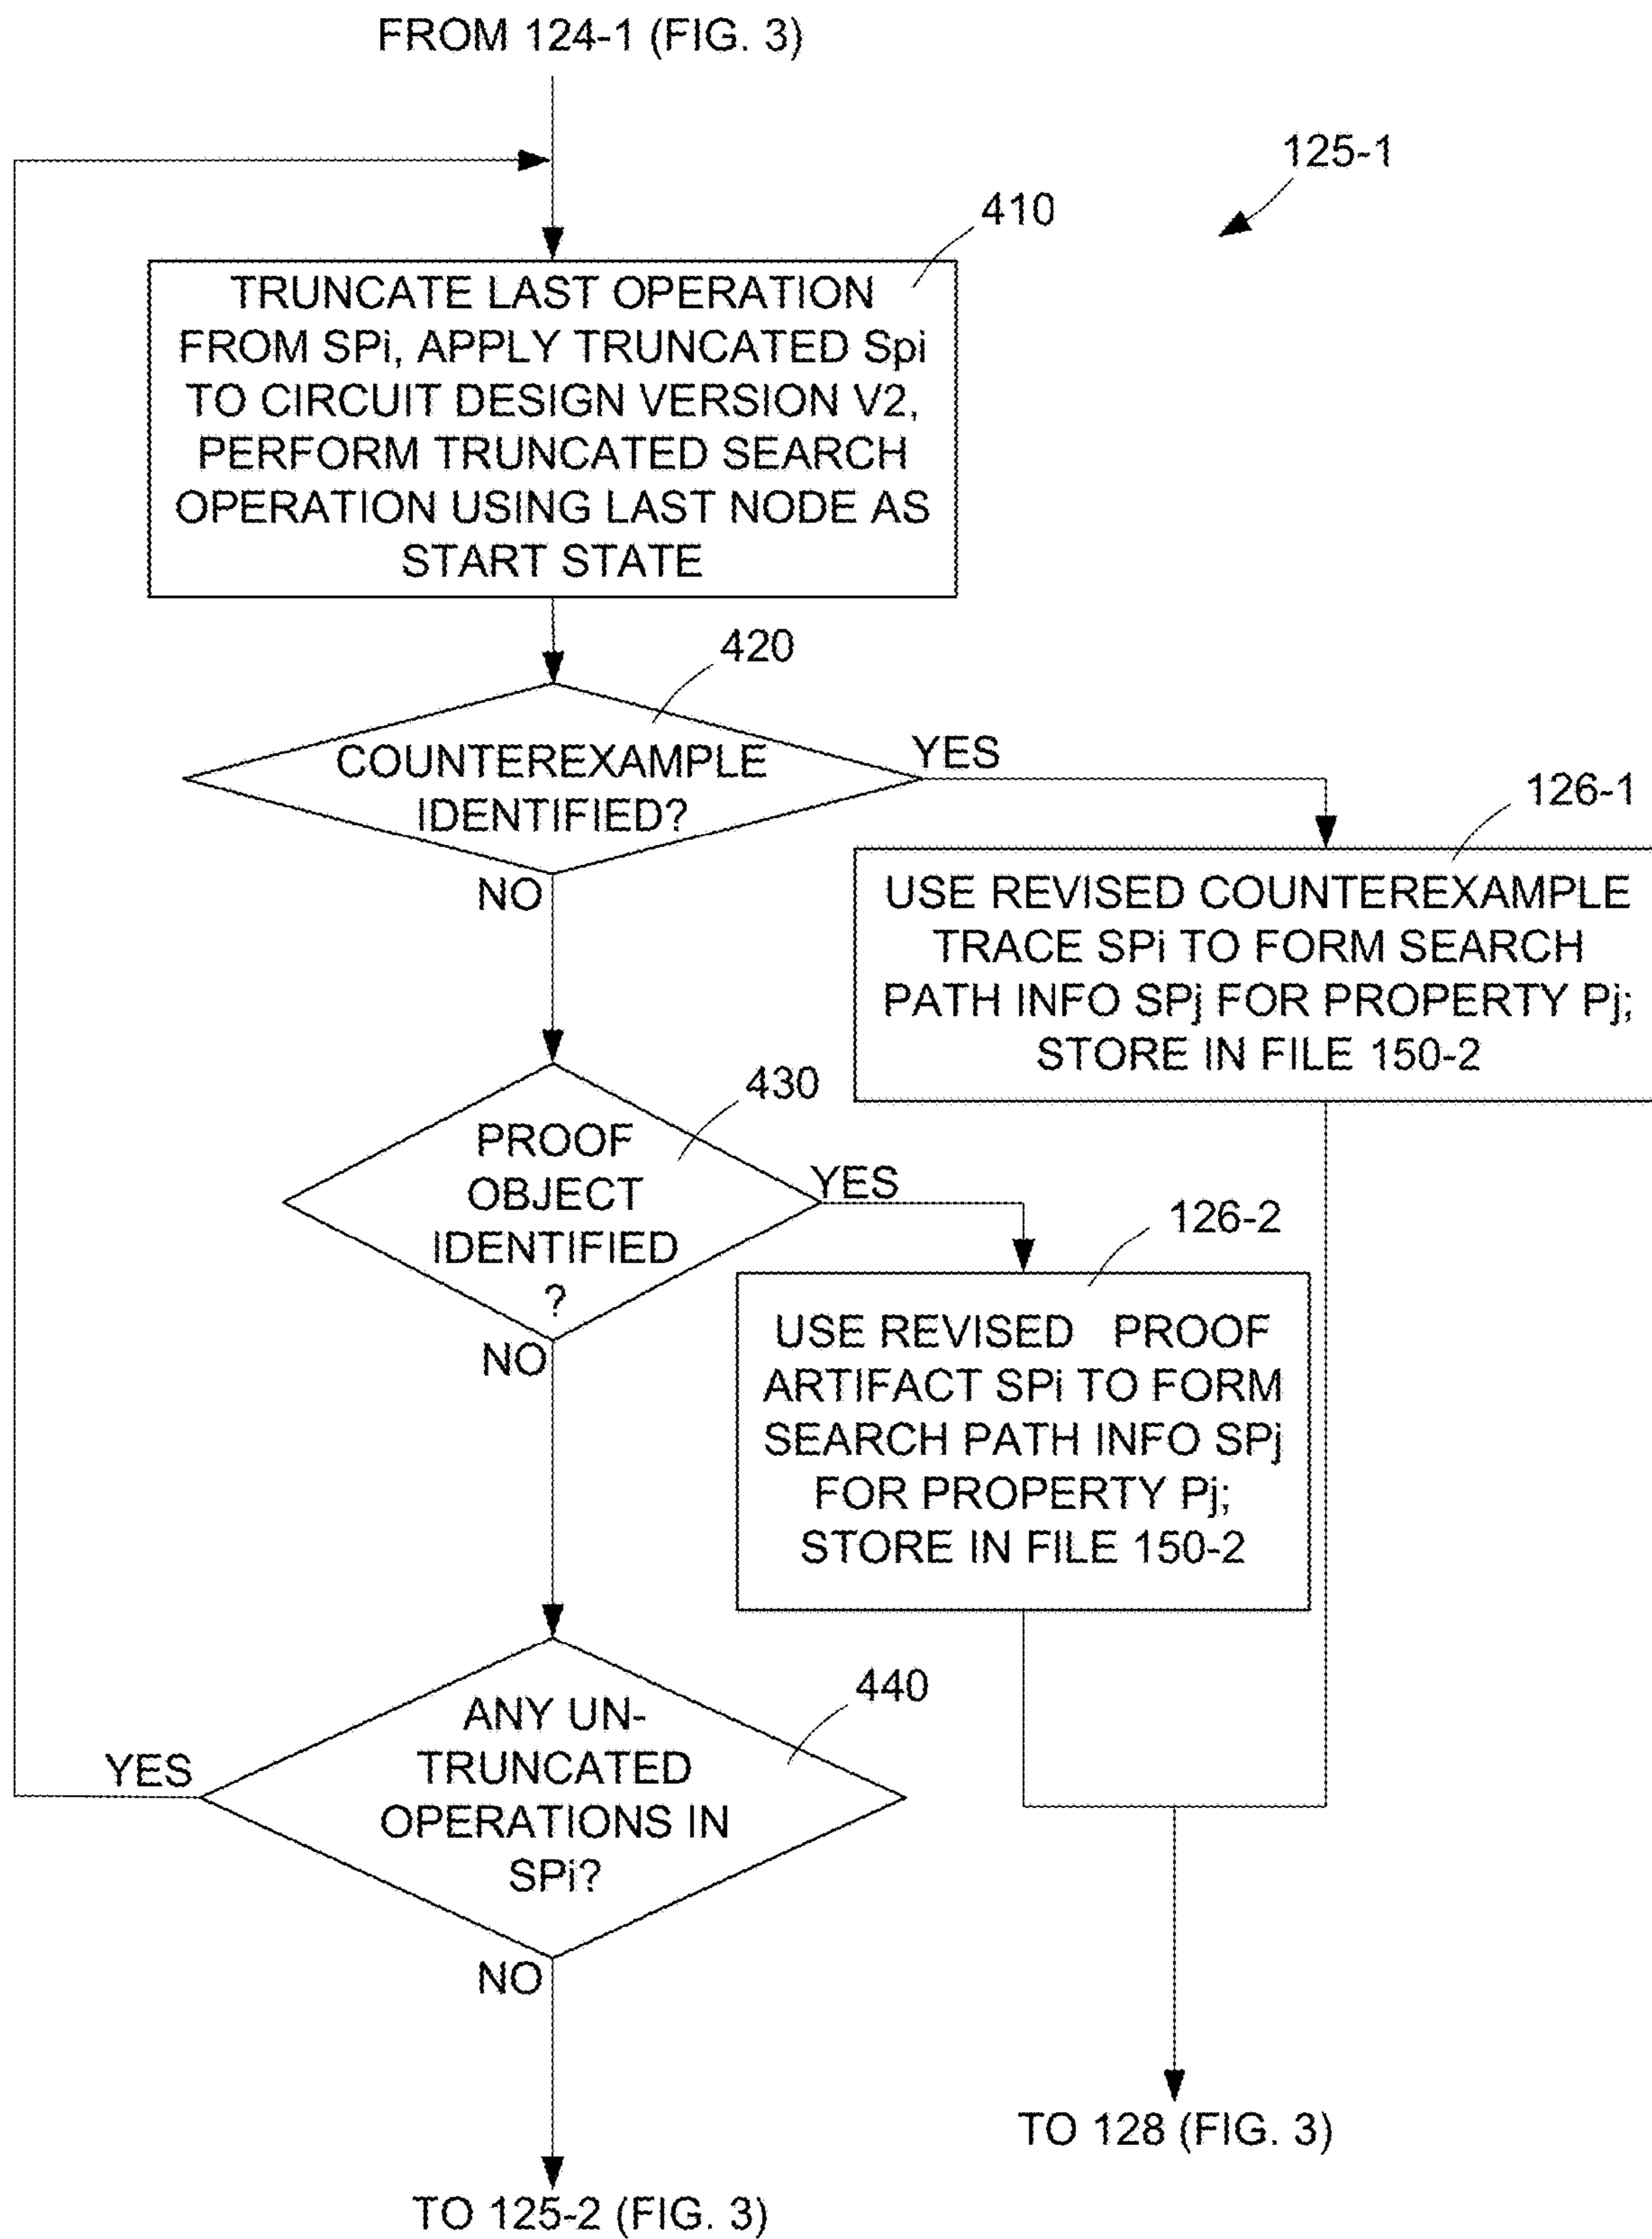 FROM 124-1 (FIG. 3)
125-1
410
TRUNCATE LAST OPERATION
FROM SPi, APPLY TRUNCATED Spi
TO CIRCUIT DESIGN VERSION V2,
PERFORM TRUNCATED SEARCH
OPERATION USING LAST NODE AS
START STATE
420
COUNTEREXAMPLE
IDENTIFIED?
YES
NO
126-1
USE REVISED COUNTEREXAMPLE
TRACE SPi TO FORM SEARCH
PATH INFO SPj FOR PROPERTY Pj;
STORE IN FILE 150-2
430
PROOF
OBJECT
IDENTIFIED
?
YES
NO
126-2
USE REVISED PROOF
ARTIFACT SPi TO FORM
SEARCH PATH INFO SPj
FOR PROPERTY Pj;
STORE IN FILE 150-2
440
ANY UN-
TRUNCATED
OPERATIONS IN
SPi?
YES
NO
TO 128 (FIG. 3)
TO 125-2 (FIG. 3)